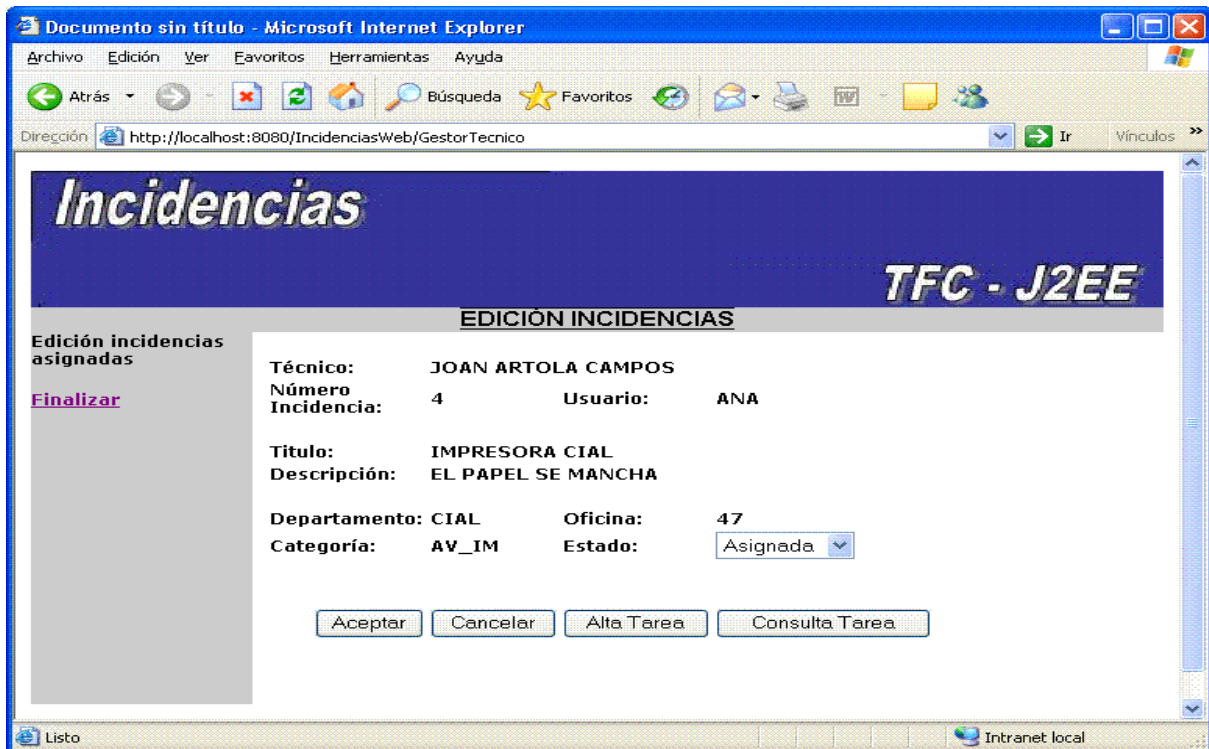 Documento sin título - Microsoft Internet Explorer
Archivo Edición Ver Favoritos Herramientas Ayuda
Atrás Búsqueda Favoritos
Dirección http://localhost:8080/IncidenciasWeb/GestorTecnico Ir Vínculos »
Incidencias
TFC - J2EE
EDICIÓN INCIDENCIAS
Edición incidencias
asignadas
Finalizar
Técnico: JOAN ARTOLA CAMPOS
Número
Incidencia: 4 Usuario: ANA
Titulo: IMPRESORA CIAL
Descripción: EL PAPEL SE MANCHA
Departamento: CIAL Oficina: 47
Categoría: AV_IM Estado: Asignada
Aceptar Cancelar Alta Tarea Consulta Tarea
Listo Intranet local